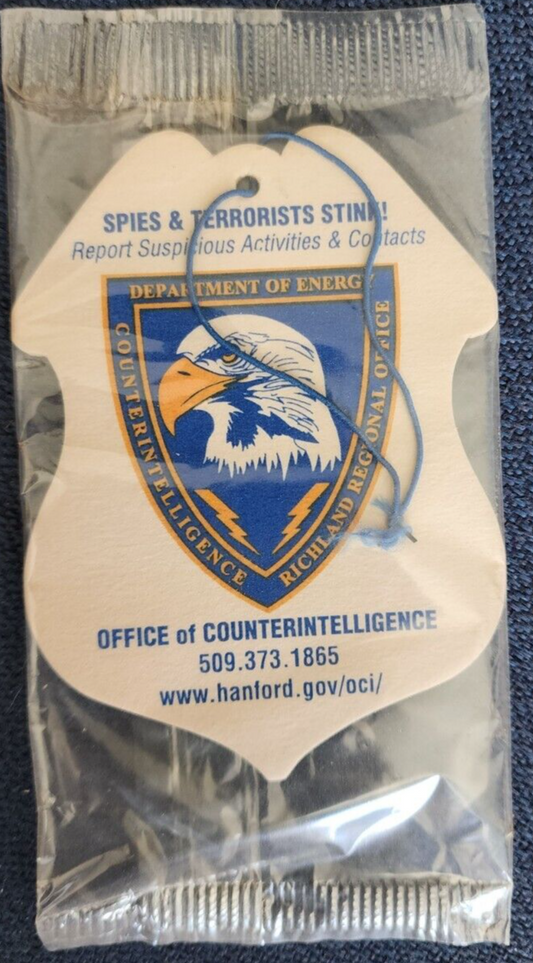 SPIES & TERRORISTS STINK!
Report Suspicious Activities & Contacts
DEPARTMENT OF ENERGY
COUNTERINTELLIGENCE
RICHLAND REGIONAL OFFICE
OFFICE of COUNTERINTELLIGENCE
509.373.1865
www.hanford.gov/oci/